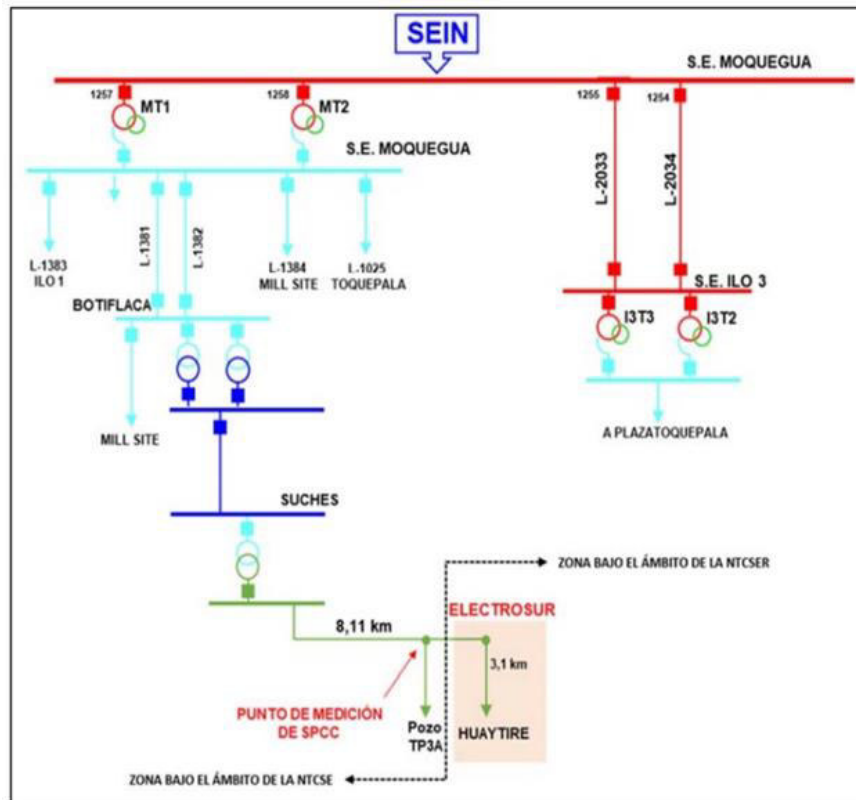 SEIN
S.E. MOQUEGUA
1257
MT1
1258
MT2
1255
1254
S.E. MOQUEGUA
L-2033
L-2034
L-1381
L-1382
L-1383
ILO 1
L-1384
MILL SITE
L-1025
TOQUEPALA
S.E. ILO 3
BOTIFLACA
I3T3
I3T2
MILL SITE
A PLAZATOQUEPALA
SUCHES
ZONA BAJO EL ÁMBITO DE LA NTCSER
ELECTROSUR
8,11 km
3,1 km
PUNTO DE MEDICIÓN
DE SPCC
Pozo
TP3A
HUAYTIRE
ZONA BAJO EL ÁMBITO DE LA NTCSE